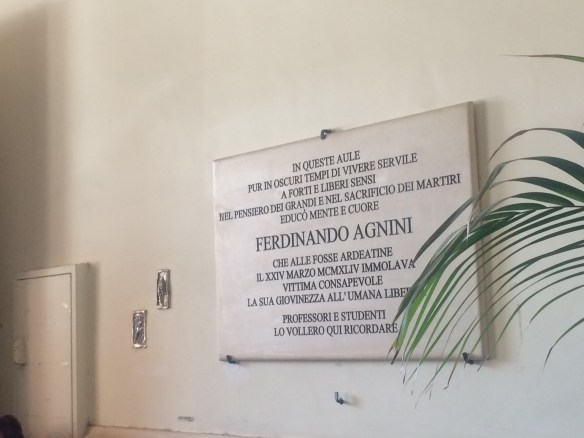 IN QUESTE AULE
PUR IN OSCURI TEMPI DI VIVERE SERVILE
A FORTI E LIBERI SENSI
NEL PENSIERO DEI GRANDI E NEL SACRIFICIO DEI MARTIRI
EDUCÒ MENTE E CUORE
FERDINANDO AGNINI
CHE ALLE FOSSE ARDEATINE
IL XXIV MARZO MCMXLIV IMMOLAVA
VITTIMA CONSAPEVOLE
LA SUA GIOVINEZZA ALL'UMANA
PROFESSORI E STUDENTI
LO VOLLERO QUI RICORDARE